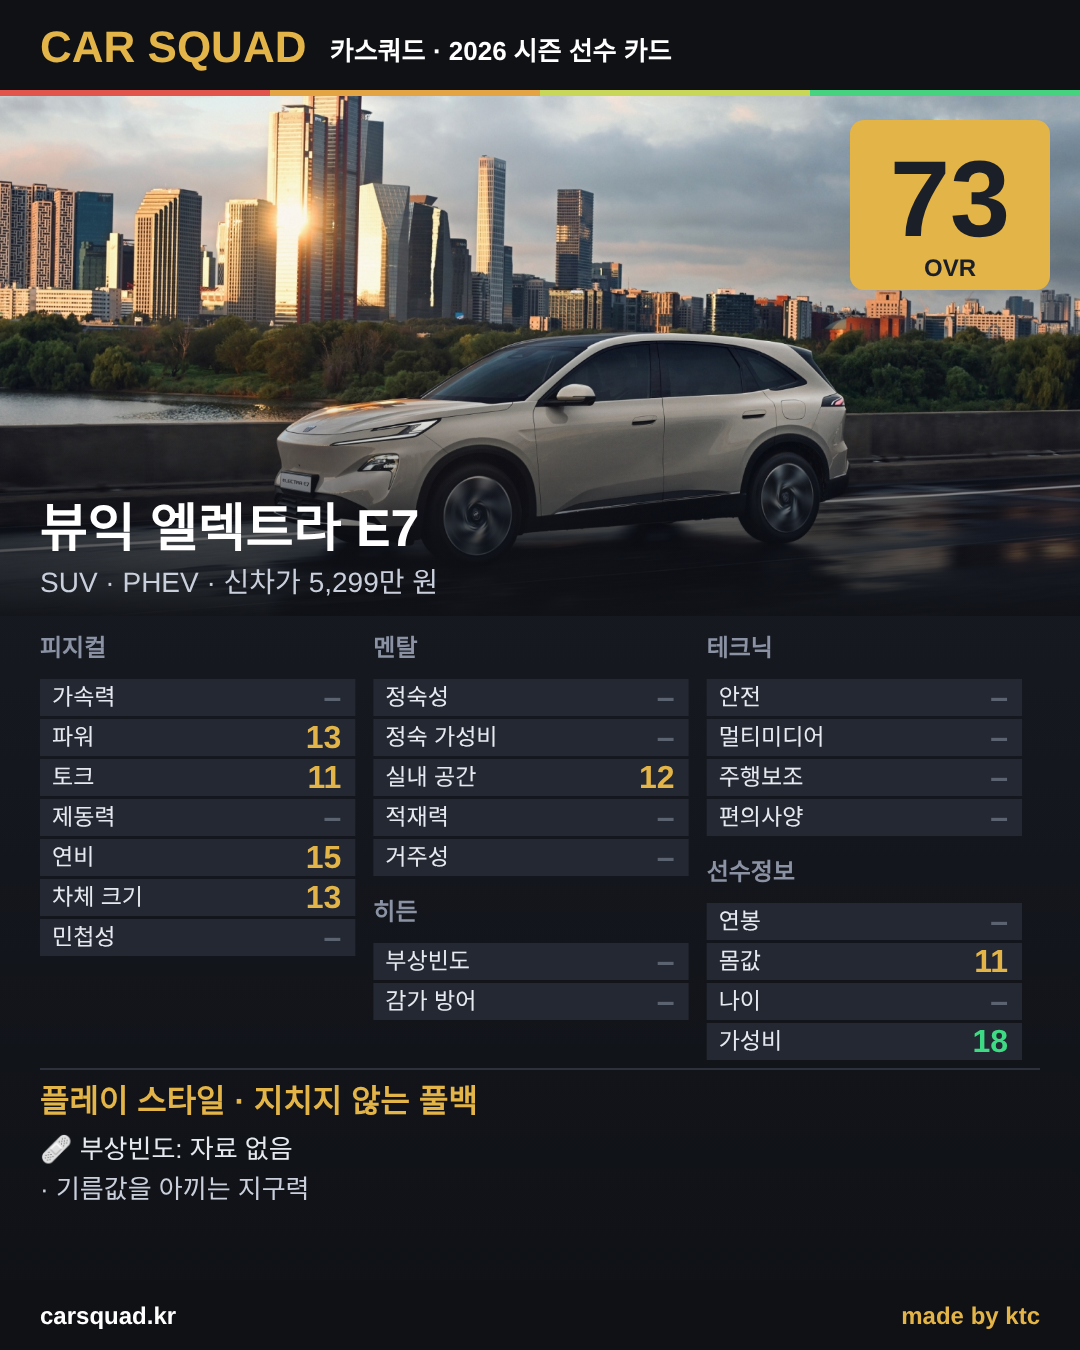 CAR SQUAD 카스쿼드 · 2026 시즌 선수 카드
73
OVR
뷰익 엘렉트라 E7
SUV · PHEV · 신차가 5,299만 원
피지컬
가속력 –
파워 13
토크 11
제동력 –
연비 15
차체 크기 13
민첩성 –
멘탈
정숙성 –
정숙 가성비 –
실내 공간 12
적재력 –
거주성 –
히든
부상빈도 –
감가 방어 –
테크닉
안전 –
멀티미디어 –
주행보조 –
편의사양 –
선수정보
연봉 –
몸값 11
나이 –
가성비 18
플레이 스타일 · 지치지 않는 풀백
🩹 부상빈도: 자료 없음
· 기름값을 아끼는 지구력
carsquad.kr
made by ktc